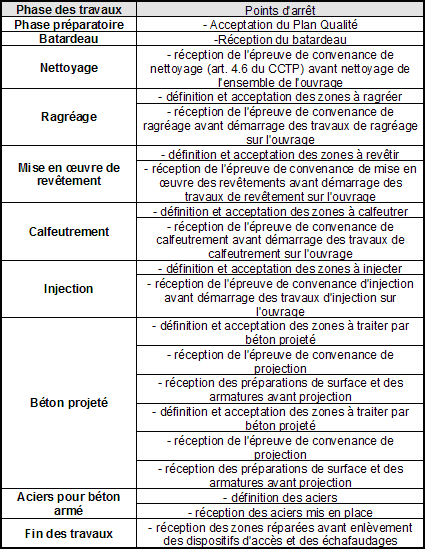 Phase des travaux
Points d'arrêt
Phase préparatoire
- Acceptation du Plan Qualité
Batardeau
-Réception du batardeau
Nettoyage
- réception de l'épreuve de convenance de
nettoyage (art. 4.6 du CCTP) avant nettoyage de
l'ensemble de l'ouvrage
Ragréage
- définition et acceptation des zones à ragréer
- réception de l'épreuve de convenance de
ragréage avant démarrage des travaux de ragréage
sur l'ouvrage
Mise en œuvre de
revêtement
- définition et acceptation des zones à revêtir
- réception de l'épreuve de convenance de mise en
œuvre des revêtements avant démarrage des
travaux de revêtement sur l'ouvrage
Calfeutrement
- définition et acceptation des zones à calfeutrer
- réception de l'épreuve de convenance de
calfeutrement avant démarrage des travaux de
calfeutrement sur l'ouvrage
Injection
- définition et acceptation des zones à injecter
- réception de l'épreuve de convenance d'injection
avant démarrage des travaux d'injection sur
l'ouvrage
Béton projeté
- définition et acceptation des zones à traiter par
béton projeté
- réception de l'épreuve de convenance de
projection
- réception des préparations de surface et des
armatures avant projection
- définition et acceptation des zones à traiter par
béton projeté
- réception de l'épreuve de convenance de
projection
- réception des préparations de surface et des
armatures avant projection
Aciers pour béton
armé
- définition des aciers
- réception des aciers mis en place
Fin des travaux
- réception des zones réparées avant enlèvement
des dispositifs d'accès et des échafaudages